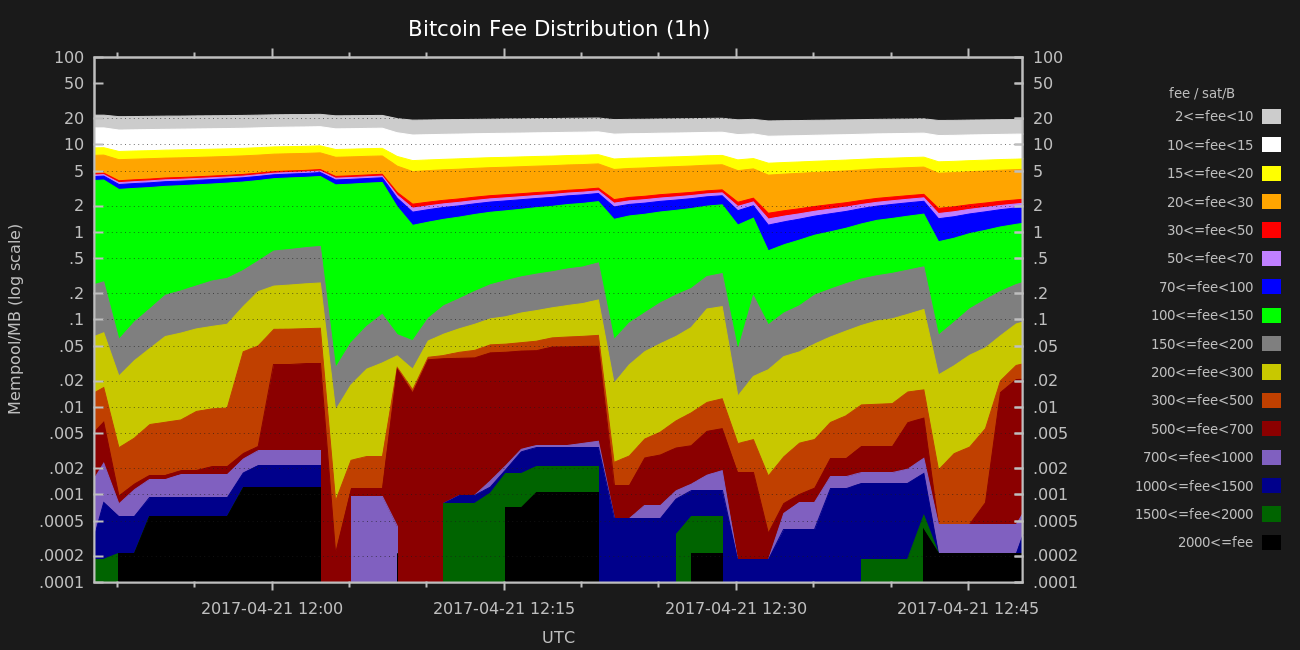 Bitcoin Fee Distribution (1h)
Mempool/MB (log scale)
100
50
20
10
5
2
1
.5
.2
.1
.05
.02
.01
.005
.002
.001
.0005
.0002
.0001
100
50
20
10
5
2
1
.5
.2
.1
.05
.02
.01
.005
.002
.001
.0005
.0002
.0001
2017-04-21 12:00
2017-04-21 12:15
2017-04-21 12:30
2017-04-21 12:45
UTC
fee / sat/B
2<=fee<10
10<=fee<15
15<=fee<20
20<=fee<30
30<=fee<50
50<=fee<70
70<=fee<100
100<=fee<150
150<=fee<200
200<=fee<300
300<=fee<500
500<=fee<700
700<=fee<1000
1000<=fee<1500
1500<=fee<2000
2000<=fee